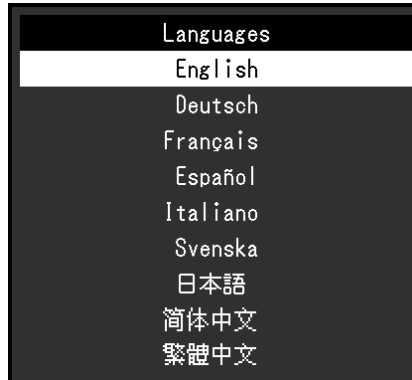 Languages
English
Deutsch
Français
Español
Italiano
Svenska
日本語
简体中文
繁體中文